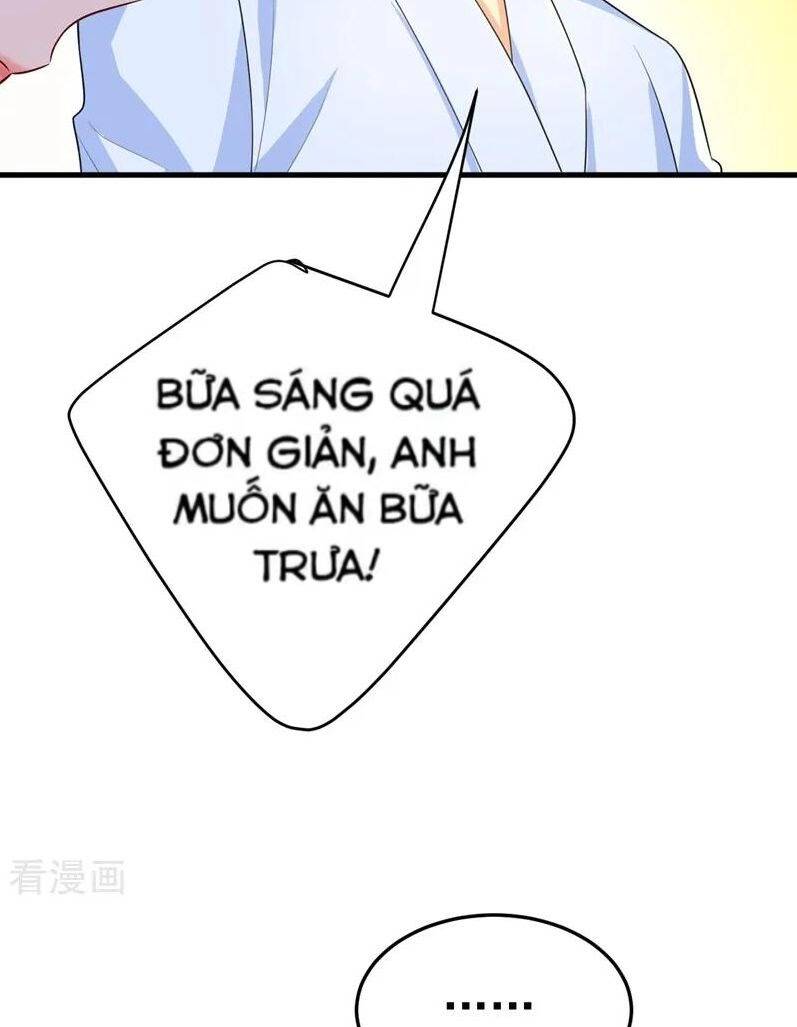 BỮA SÁNG QUÁ
ĐƠN GIẢN, ANH
MUỐN ĂN BỮA
TRƯA!
看漫画
......